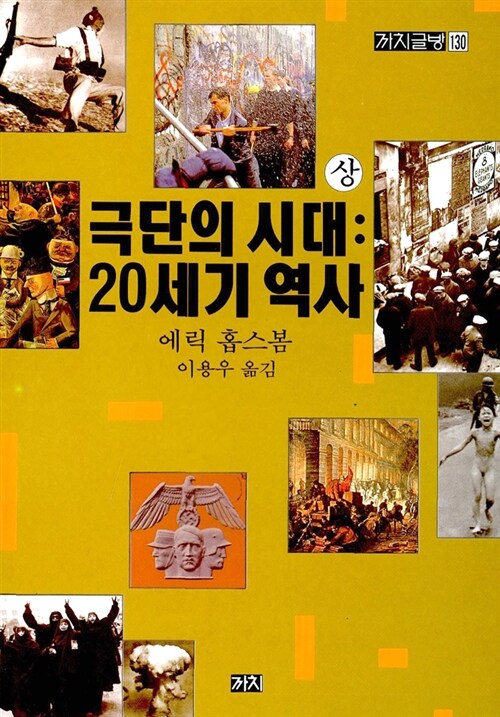 까치글방 130
상
극단의 시대:
20세기 역사
에릭 홉스봄
이용우 옮김
까치